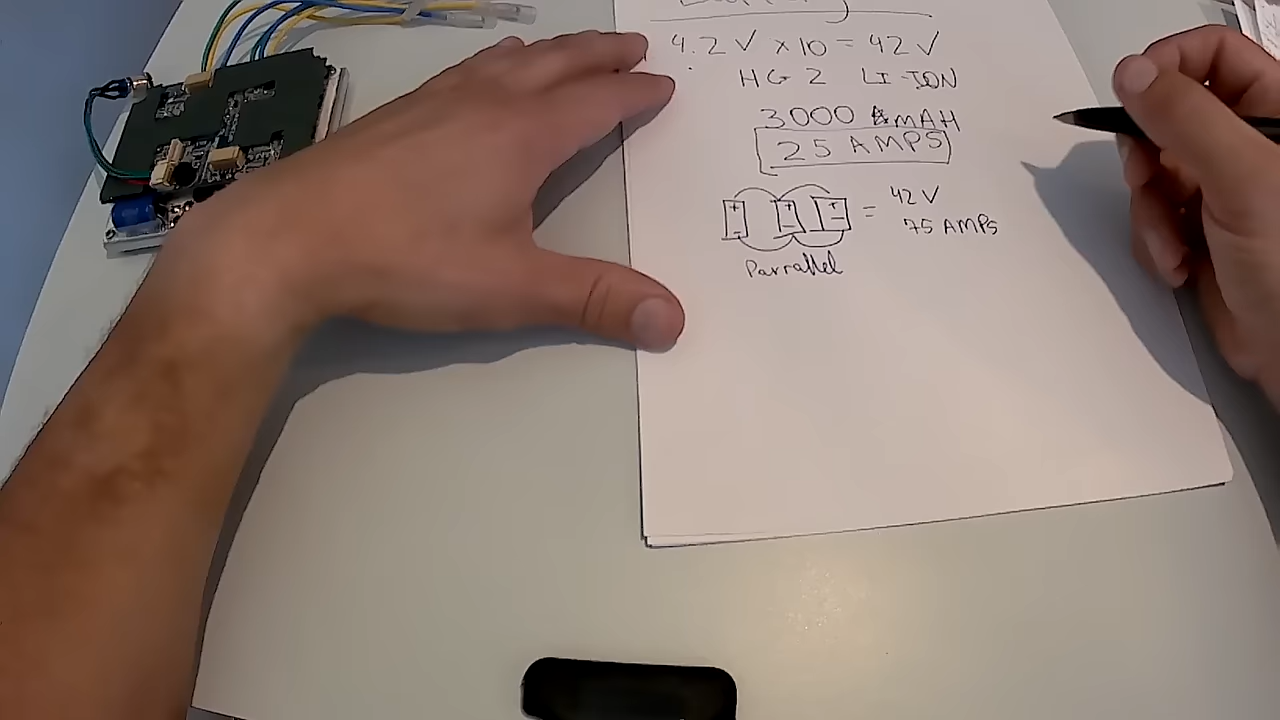 4.2 V x 10 = 42 V
HG 2 LI-ION
3000 mAH
25 AMPS
= 42 V
75 AMPS
Parrallel